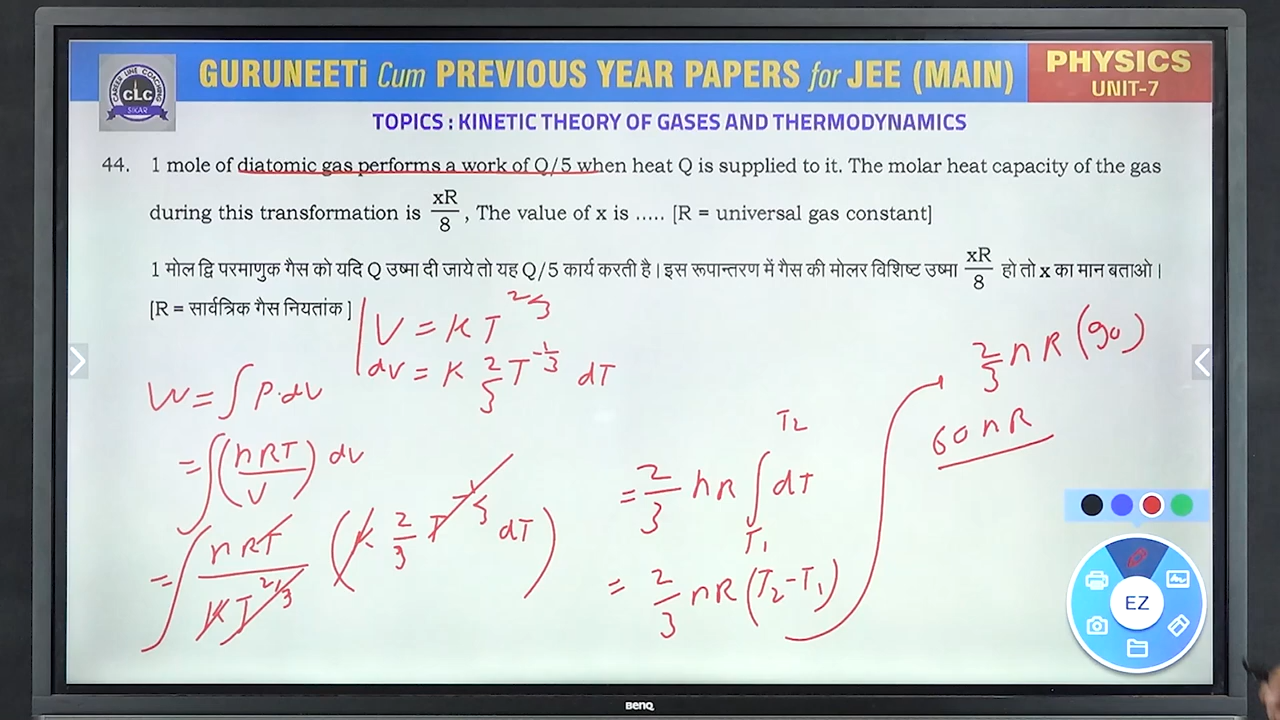 GURUNEETi Cum PREVIOUS YEAR PAPERS for JEE (MAIN)
PHYSICS
UNIT-7
CAREER LINE COACHING
CLC
SIKAR
TOPICS : KINETIC THEORY OF GASES AND THERMODYNAMICS
44. 1 mole of diatomic gas performs a work of Q/5 when heat Q is supplied to it. The molar heat capacity of the gas
during this transformation is xR/8, The value of x is ..... [R = universal gas constant]
1 मोल द्वि परमाणुक गैस को यदि Q उष्मा दी जाये तो यह Q/5 कार्य करती है। इस रूपान्तरण में गैस की मोलर विशिष्ट उष्मा xR/8 हो तो x का मान बताओ।
[R = सार्वत्रिक गैस नियतांक ]
V = K T^2/3
dV = K 2/3 T^-1/3 dT
W = ∫ P.dV
= ∫ (nRT/V) dV
= ∫ nRT/KT^2/3 (K 2/3 T^-1/3 dT)
= 2/3 nR ∫ T1 T2 dT
= 2/3 nR (T2-T1)
2/3 nR (90)
60nR
EZ
BenQ